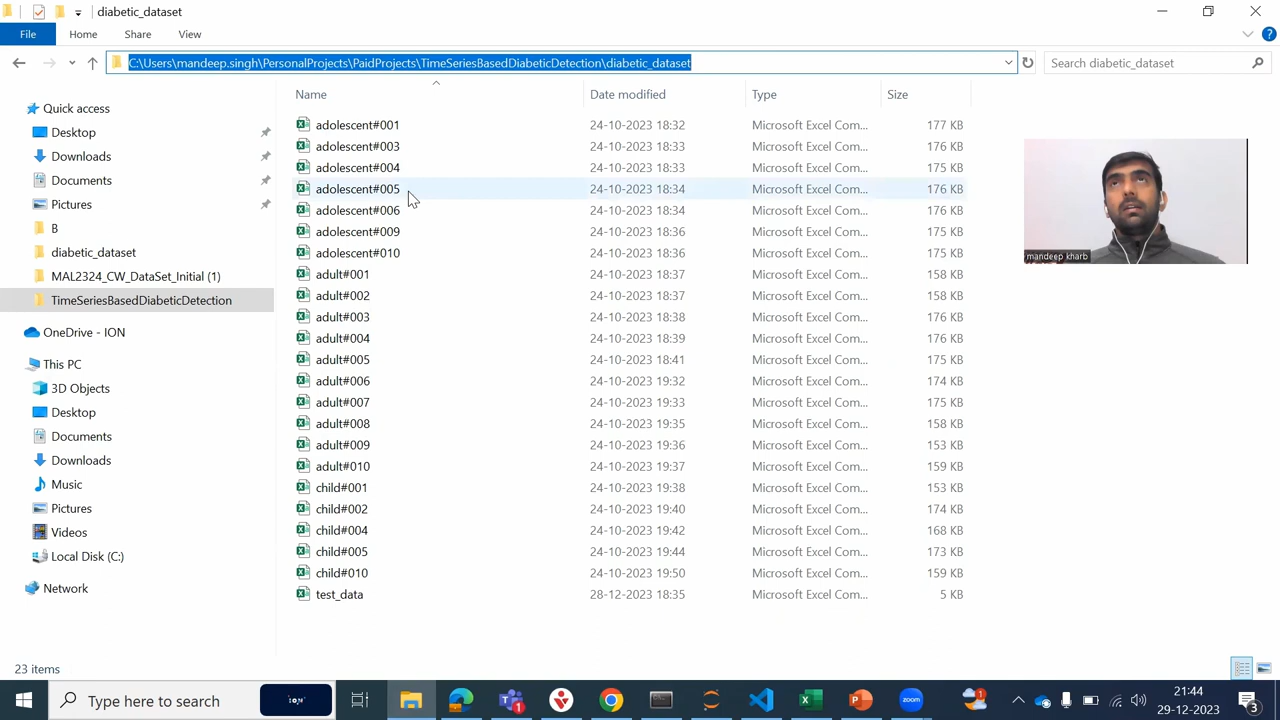 diabetic_dataset
File Home Share View
C:\Users\mandeep.singh\PersonalProjects\PaidProjects\TimeSeriesBasedDiabeticDetection\diabetic_dataset
Search diabetic_dataset
Quick access
Desktop
Downloads
Documents
Pictures
B
diabetic_dataset
MAL2324_CW_DataSet_Initial (1)
TimeSeriesBasedDiabeticDetection
OneDrive - ION
This PC
3D Objects
Desktop
Documents
Downloads
Music
Pictures
Videos
Local Disk (C:)
Network
Name Date modified Type Size
adolescent#001 24-10-2023 18:32 Microsoft Excel Com... 177 KB
adolescent#003 24-10-2023 18:33 Microsoft Excel Com... 176 KB
adolescent#004 24-10-2023 18:33 Microsoft Excel Com... 175 KB
adolescent#005 24-10-2023 18:34 Microsoft Excel Com... 176 KB
adolescent#006 24-10-2023 18:34 Microsoft Excel Com... 176 KB
adolescent#009 24-10-2023 18:36 Microsoft Excel Com... 175 KB
adolescent#010 24-10-2023 18:36 Microsoft Excel Com... 175 KB
adult#001 24-10-2023 18:37 Microsoft Excel Com... 158 KB
adult#002 24-10-2023 18:37 Microsoft Excel Com... 158 KB
adult#003 24-10-2023 18:38 Microsoft Excel Com... 176 KB
adult#004 24-10-2023 18:39 Microsoft Excel Com... 176 KB
adult#005 24-10-2023 18:41 Microsoft Excel Com... 175 KB
adult#006 24-10-2023 19:32 Microsoft Excel Com... 174 KB
adult#007 24-10-2023 19:33 Microsoft Excel Com... 175 KB
adult#008 24-10-2023 19:35 Microsoft Excel Com... 158 KB
adult#009 24-10-2023 19:36 Microsoft Excel Com... 153 KB
adult#010 24-10-2023 19:37 Microsoft Excel Com... 159 KB
child#001 24-10-2023 19:38 Microsoft Excel Com... 153 KB
child#002 24-10-2023 19:40 Microsoft Excel Com... 174 KB
child#004 24-10-2023 19:42 Microsoft Excel Com... 168 KB
child#005 24-10-2023 19:44 Microsoft Excel Com... 173 KB
child#010 24-10-2023 19:50 Microsoft Excel Com... 159 KB
test_data 28-12-2023 18:35 Microsoft Excel Com... 5 KB
mandeep kharb
23 items
Type here to search
ION
zoom
1
21:44
29-12-2023
3